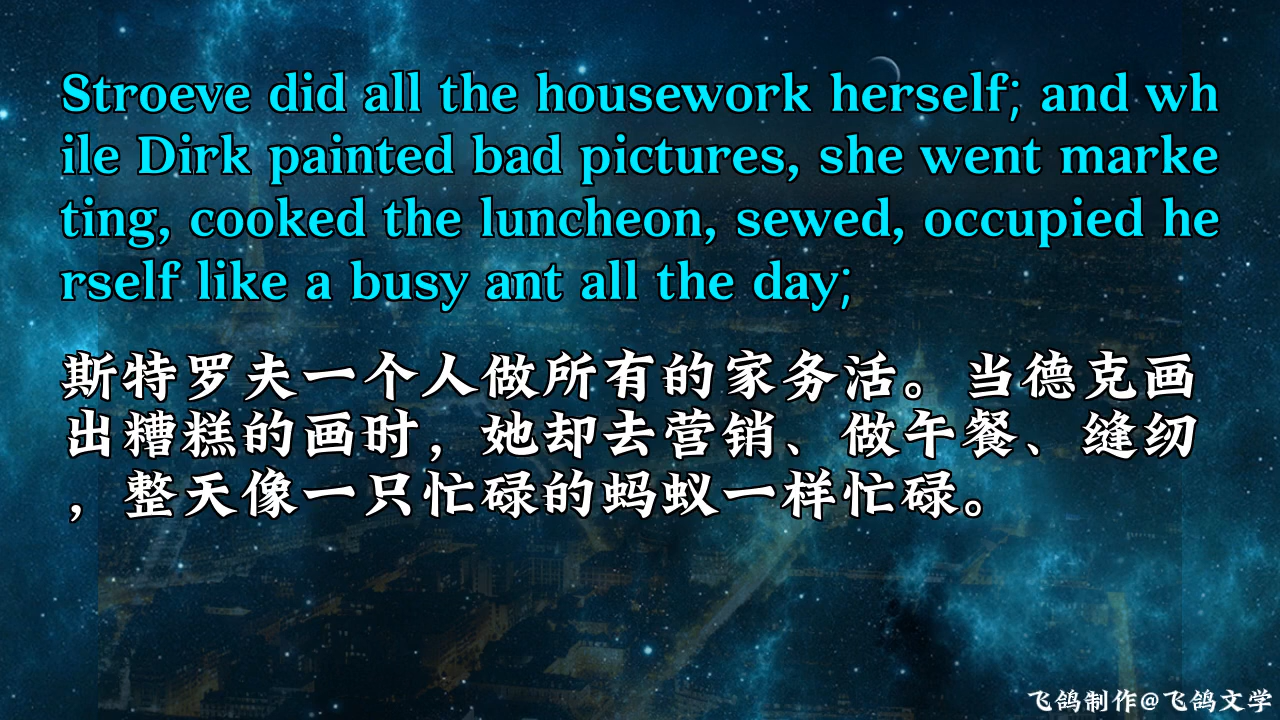 Stroeve did all the housework herself; and wh
ile Dirk painted bad pictures, she went marke
ting, cooked the luncheon, sewed, occupied he
rself like a busy ant all the day;
斯特罗夫一个人做所有的家务活。当德克画
出糟糕的画时，她却去营销、做午餐、缝纫
，整天像一只忙碌的蚂蚁一样忙碌。
飞鸽制作@飞鸽文学